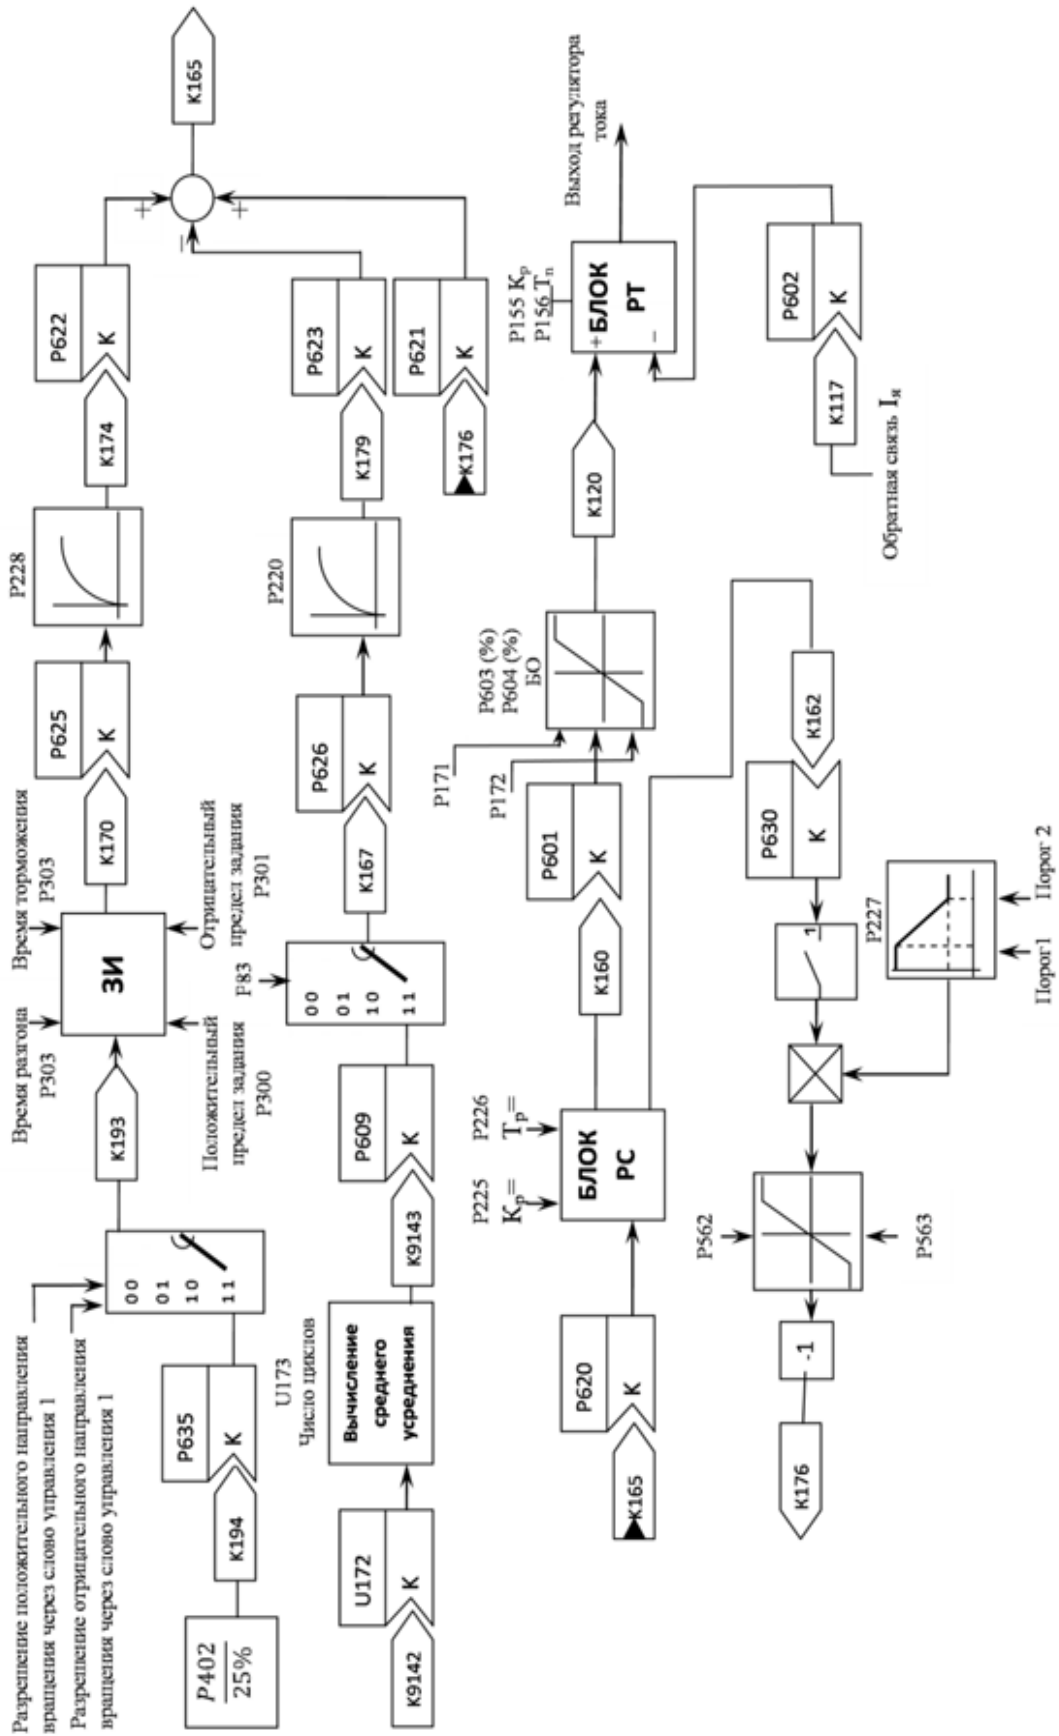 Разрешение положительного направления
вращения через слово управления 1
Разрешение отрицательного направления
вращения через слово управления 1
P402
25%
K194
P635
K
00
01
10
11
K193
Время разгона
P303
Время торможения
P303
ЗИ
Положительный
предел задания
P300
Отрицательный
предел задания
P301
K170
P625
K
P228
K174
P622
K
+
−
+
K165
K9142
U172
K
U173
Число циклов
Вычисление
среднего
усреднения
K9143
P609
K
P83
00
01
10
11
K167
P626
K
P220
K179
P623
K
K176
P621
K
K165
P620
K
P225
Kр=
P226
Tр=
БЛОК
РС
K160
P601
K
P171
P172
P603 (%)
P604 (%)
БО
K120
P155 Kр
P156 Tn
+
БЛОК
РТ
−
Выход регулятора
тока
Обратная связь Iя
K117
P602
K
K176
-1
P562
P563
1
P227
Порог1
Порог 2
P630
K
K162